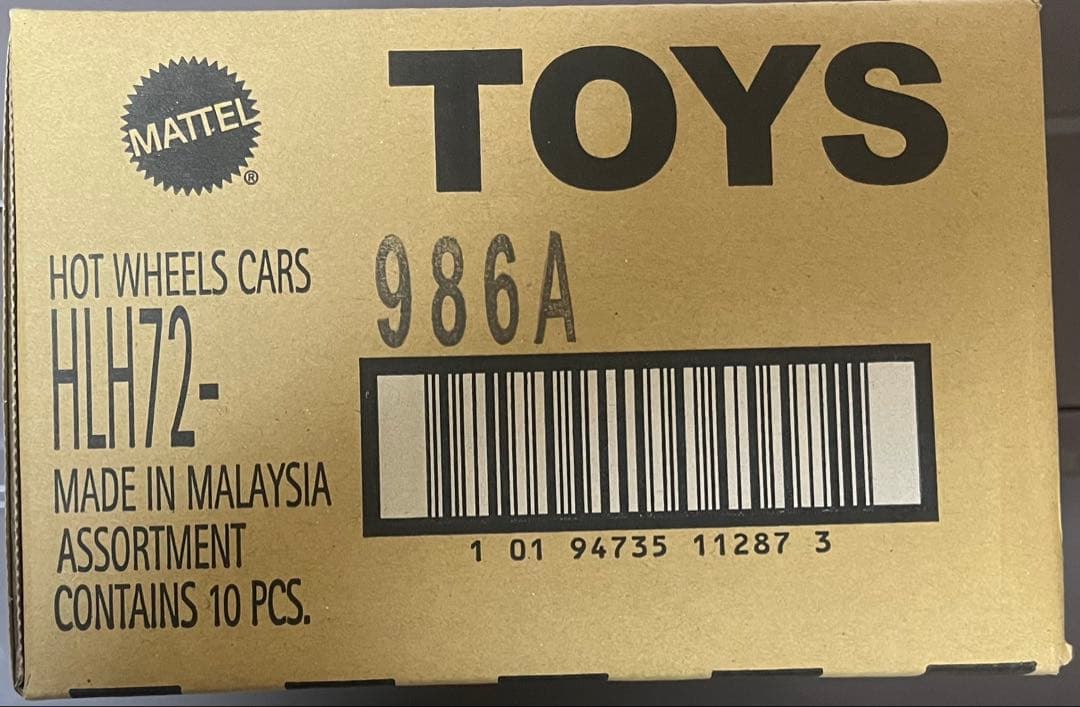 MATTEL
®
TOYS
HOT WHEELS CARS
986A
HLH72-
MADE IN MALAYSIA
ASSORTMENT
CONTAINS 10 PCS.
1 01 94735 11287 3